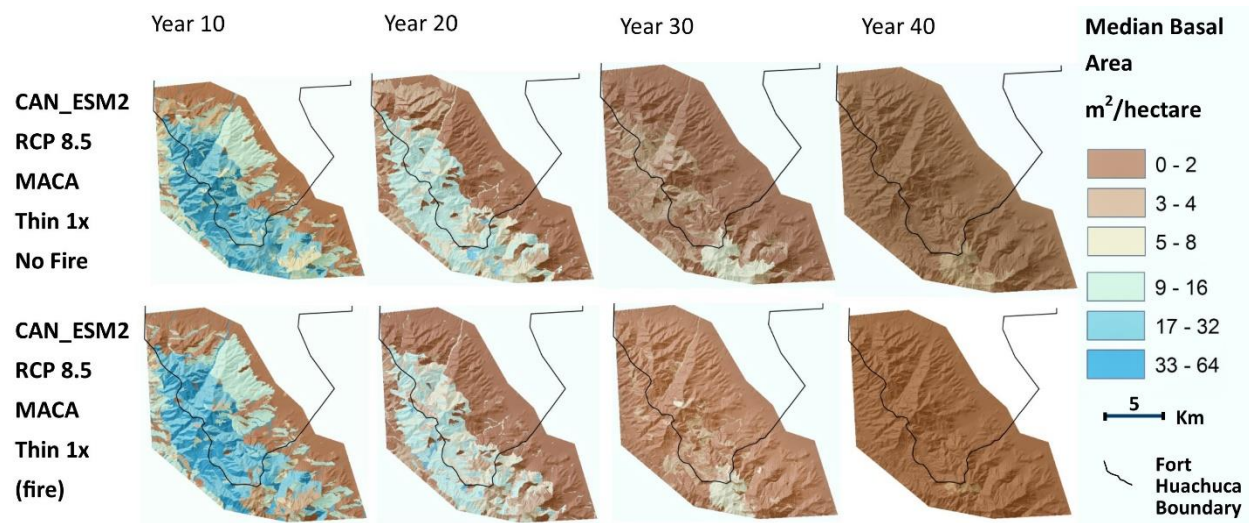 Year 10
Year 20
Year 30
Year 40
CAN_ESM2
RCP 8.5
MACA
Thin 1x
No Fire
CAN_ESM2
RCP 8.5
MACA
Thin 1x
(fire)
Median Basal
Area
m²/hectare
0 - 2
3 - 4
5 - 8
9 - 16
17 - 32
33 - 64
5
Km
Fort
Huachuca
Boundary